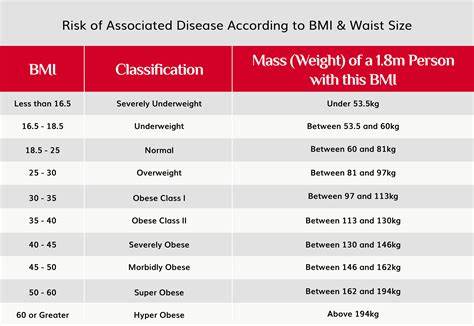 Risk of Associated Disease According to BMI & Waist Size
BMI Classification Mass (Weight) of a 1.8m Person
with this BMI
Less than 16.5 Severely Underweight Under 53.5kg
16.5 - 18.5 Underweight Between 53.5 and 60kg
18.5 - 25 Normal Between 60 and 81kg
25 - 30 Overweight Between 81 and 97kg
30 - 35 Obese Class I Between 97 and 113kg
35 - 40 Obese Class II Between 113 and 130kg
40 - 45 Severely Obese Between 130 and 146kg
45 - 50 Morbidly Obese Between 146 and 162kg
50 - 60 Super Obese Between 162 and 194kg
60 or Greater Hyper Obese Above 194kg